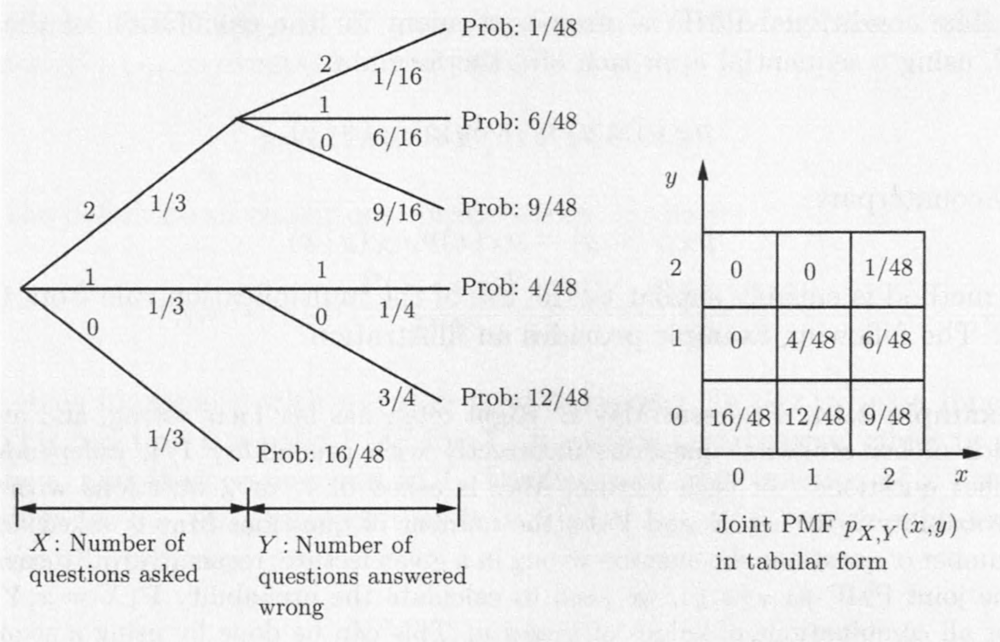 Prob: 1/48
2
1/16
1
Prob: 6/48
6/16
0
9/16
Prob: 9/48
2
1/3
1
1/3
1
Prob: 4/48
1/4
0
3/4
Prob: 12/48
0
1/3
Prob: 16/48
X: Number of
questions asked
Y: Number of
questions answered
wrong
y
2 0 0 1/48
1 0 4/48 6/48
0 16/48 12/48 9/48
0 1 2 x
Joint PMF pX,Y(x,y)
in tabular form